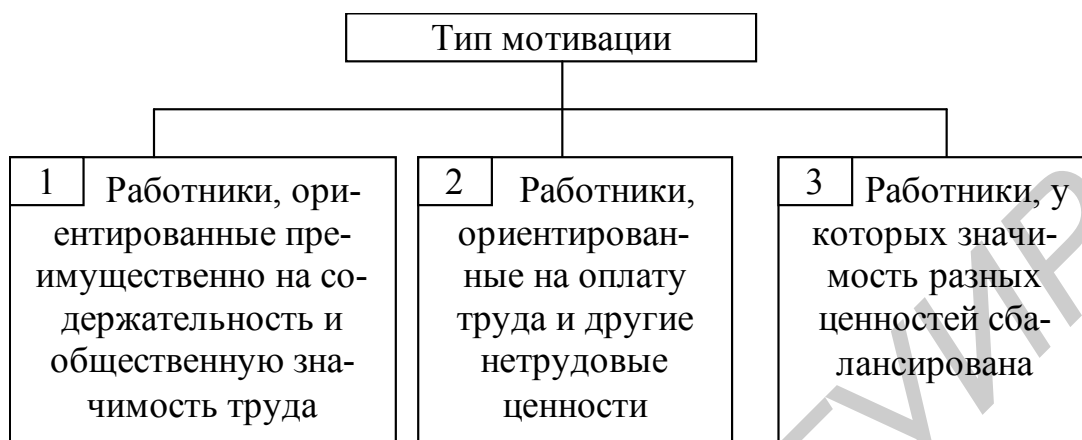 Тип мотивации
1
Работники, ори-
ентированные пре-
имущественно на со-
держательность и
общественную зна-
чимость труда
2
Работники,
ориентирован-
ные на оплату
труда и другие
нетрудовые
ценности
3
Работники, у
которых значи-
мость разных
ценностей сба-
лансирована
ГУИР